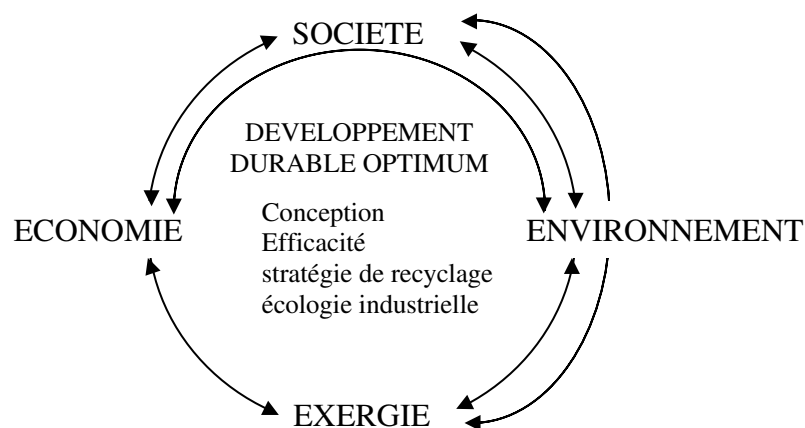 SOCIETE
DEVELOPPEMENT
DURABLE OPTIMUM
Conception
Efficacité
stratégie de recyclage
écologie industrielle
ECONOMIE
ENVIRONNEMENT
EXERGIE